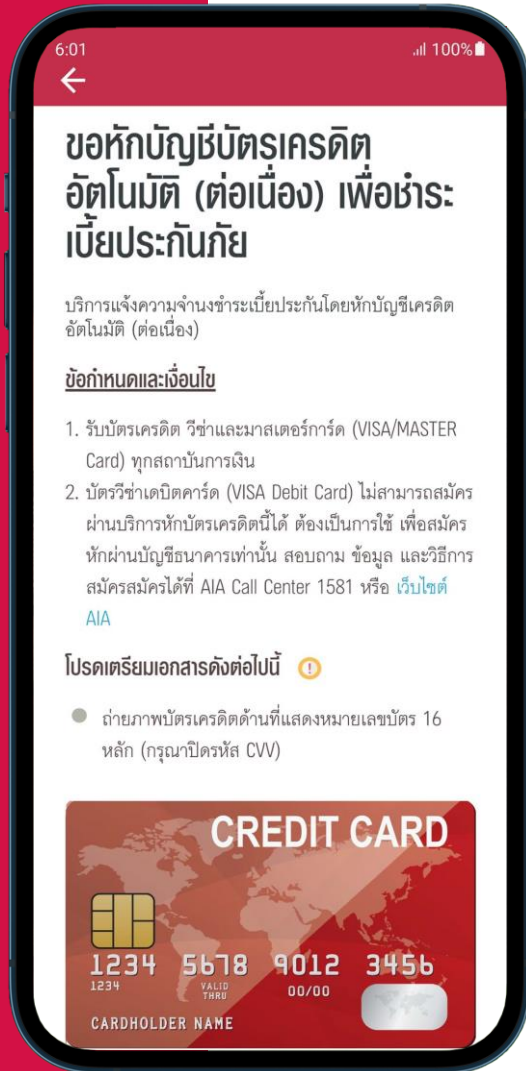 6:01
100%
ขอหักบัญชีบัตรเครดิต
อัตโนมัติ (ต่อเนื่อง) เพื่อชำระ
เบี้ยประกันภัย
บริการแจ้งความจำนงชำระเบี้ยประกันโดยหักบัญชีเครดิต
อัตโนมัติ (ต่อเนื่อง)
ข้อกำหนดและเงื่อนไข
1. รับบัตรเครดิต วีซ่าและมาสเตอร์การ์ด (VISA/MASTER
Card) ทุกสถาบันการเงิน
2. บัตรวีซ่าเดบิตคาร์ด (VISA Debit Card) ไม่สามารถสมัคร
ผ่านบริการหักบัตรเครดิตนี้ได้ ต้องเป็นการใช้ เพื่อสมัคร
หักผ่านบัญชีธนาคารเท่านั้น สอบถาม ข้อมูล และวิธีการ
สมัครสมัครได้ที่ AIA Call Center 1581 หรือ เว็บไซต์
AIA
โปรดเตรียมเอกสารดังต่อไปนี้
ถ่ายภาพบัตรเครดิตด้านที่แสดงหมายเลขบัตร 16
หลัก (กรุณาปิดรหัส CVV)
CREDIT CARD
1234 5678 9012 3456
1234 VALID THRU 00/00
CARDHOLDER NAME